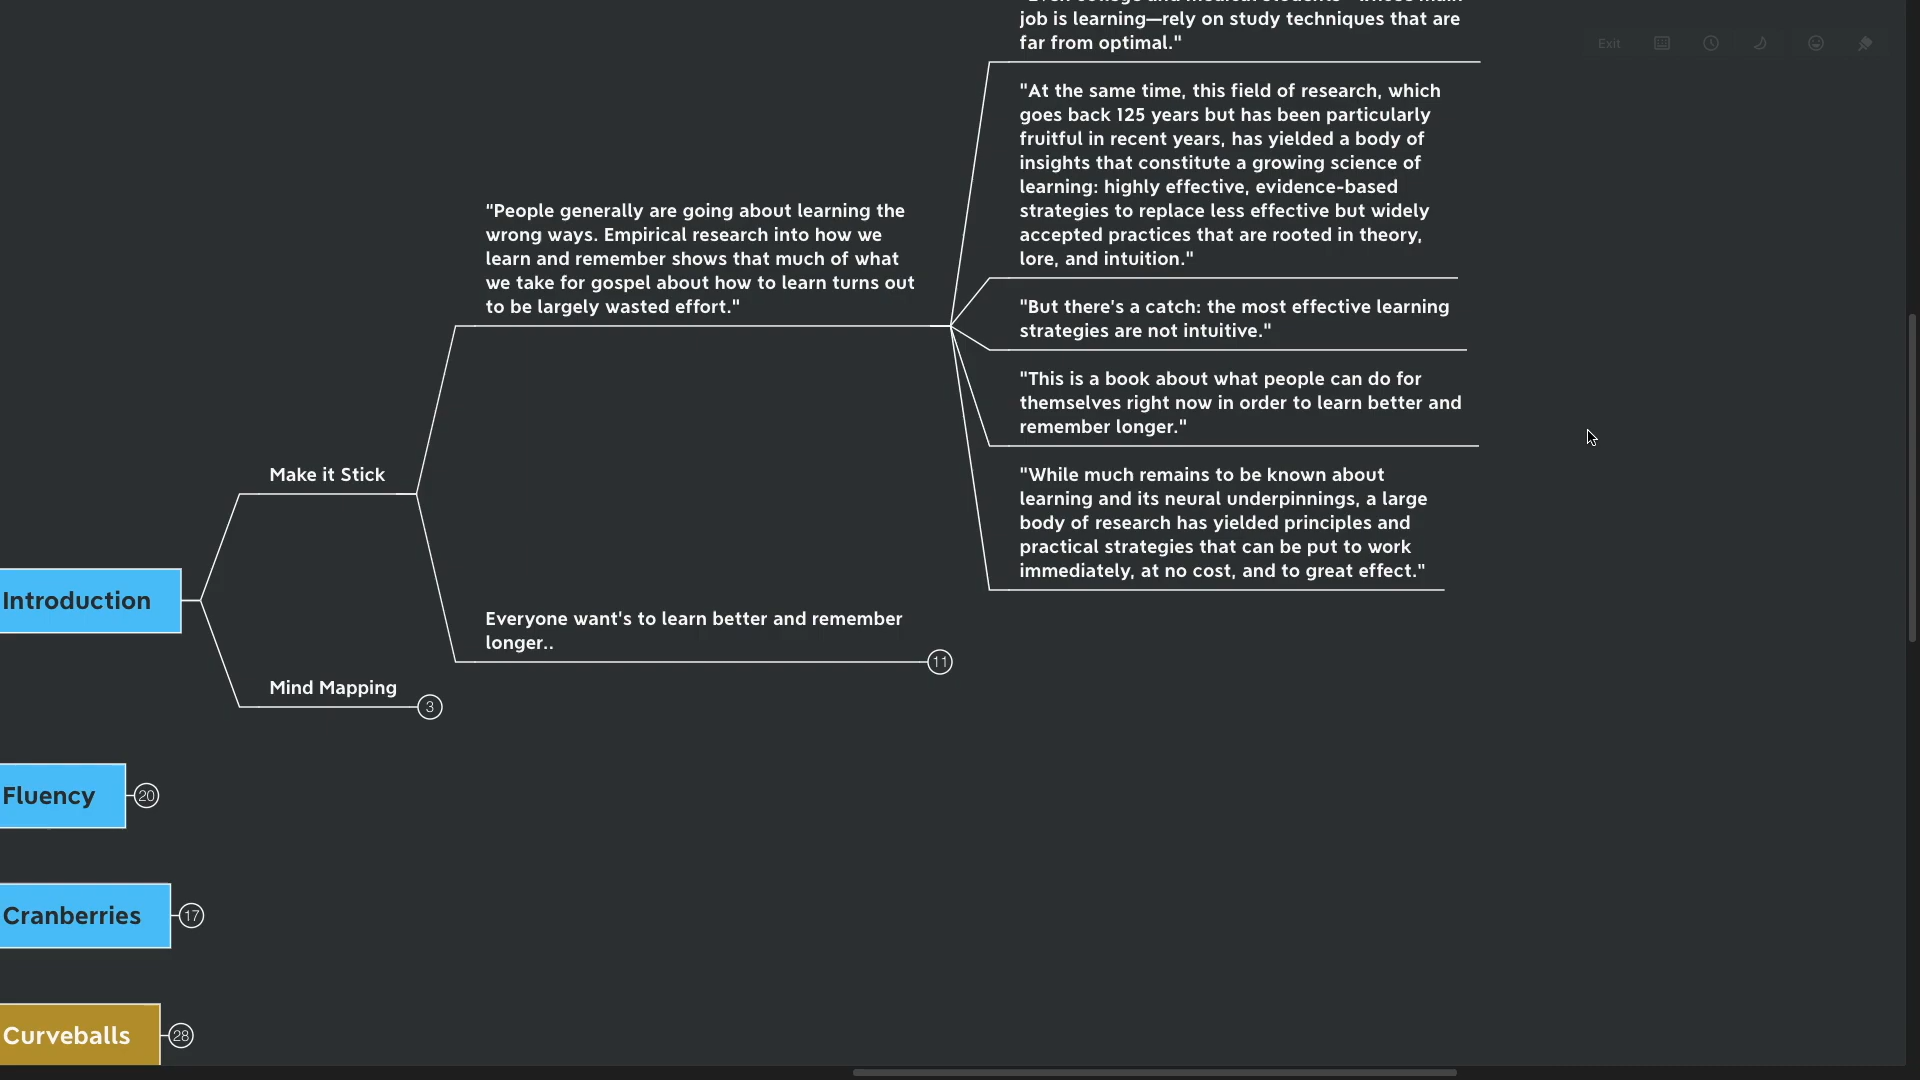 job is learning—rely on study techniques that are
far from optimal."
Exit
"At the same time, this field of research, which
goes back 125 years but has been particularly
fruitful in recent years, has yielded a body of
insights that constitute a growing science of
learning: highly effective, evidence-based
strategies to replace less effective but widely
accepted practices that are rooted in theory,
lore, and intuition."
"People generally are going about learning the
wrong ways. Empirical research into how we
learn and remember shows that much of what
we take for gospel about how to learn turns out
to be largely wasted effort."
"But there's a catch: the most effective learning
strategies are not intuitive."
"This is a book about what people can do for
themselves right now in order to learn better and
remember longer."
Make it Stick
"While much remains to be known about
learning and its neural underpinnings, a large
body of research has yielded principles and
practical strategies that can be put to work
immediately, at no cost, and to great effect."
Introduction
Everyone want's to learn better and remember
longer..
11
Mind Mapping
3
Fluency
20
Cranberries
17
Curveballs
28